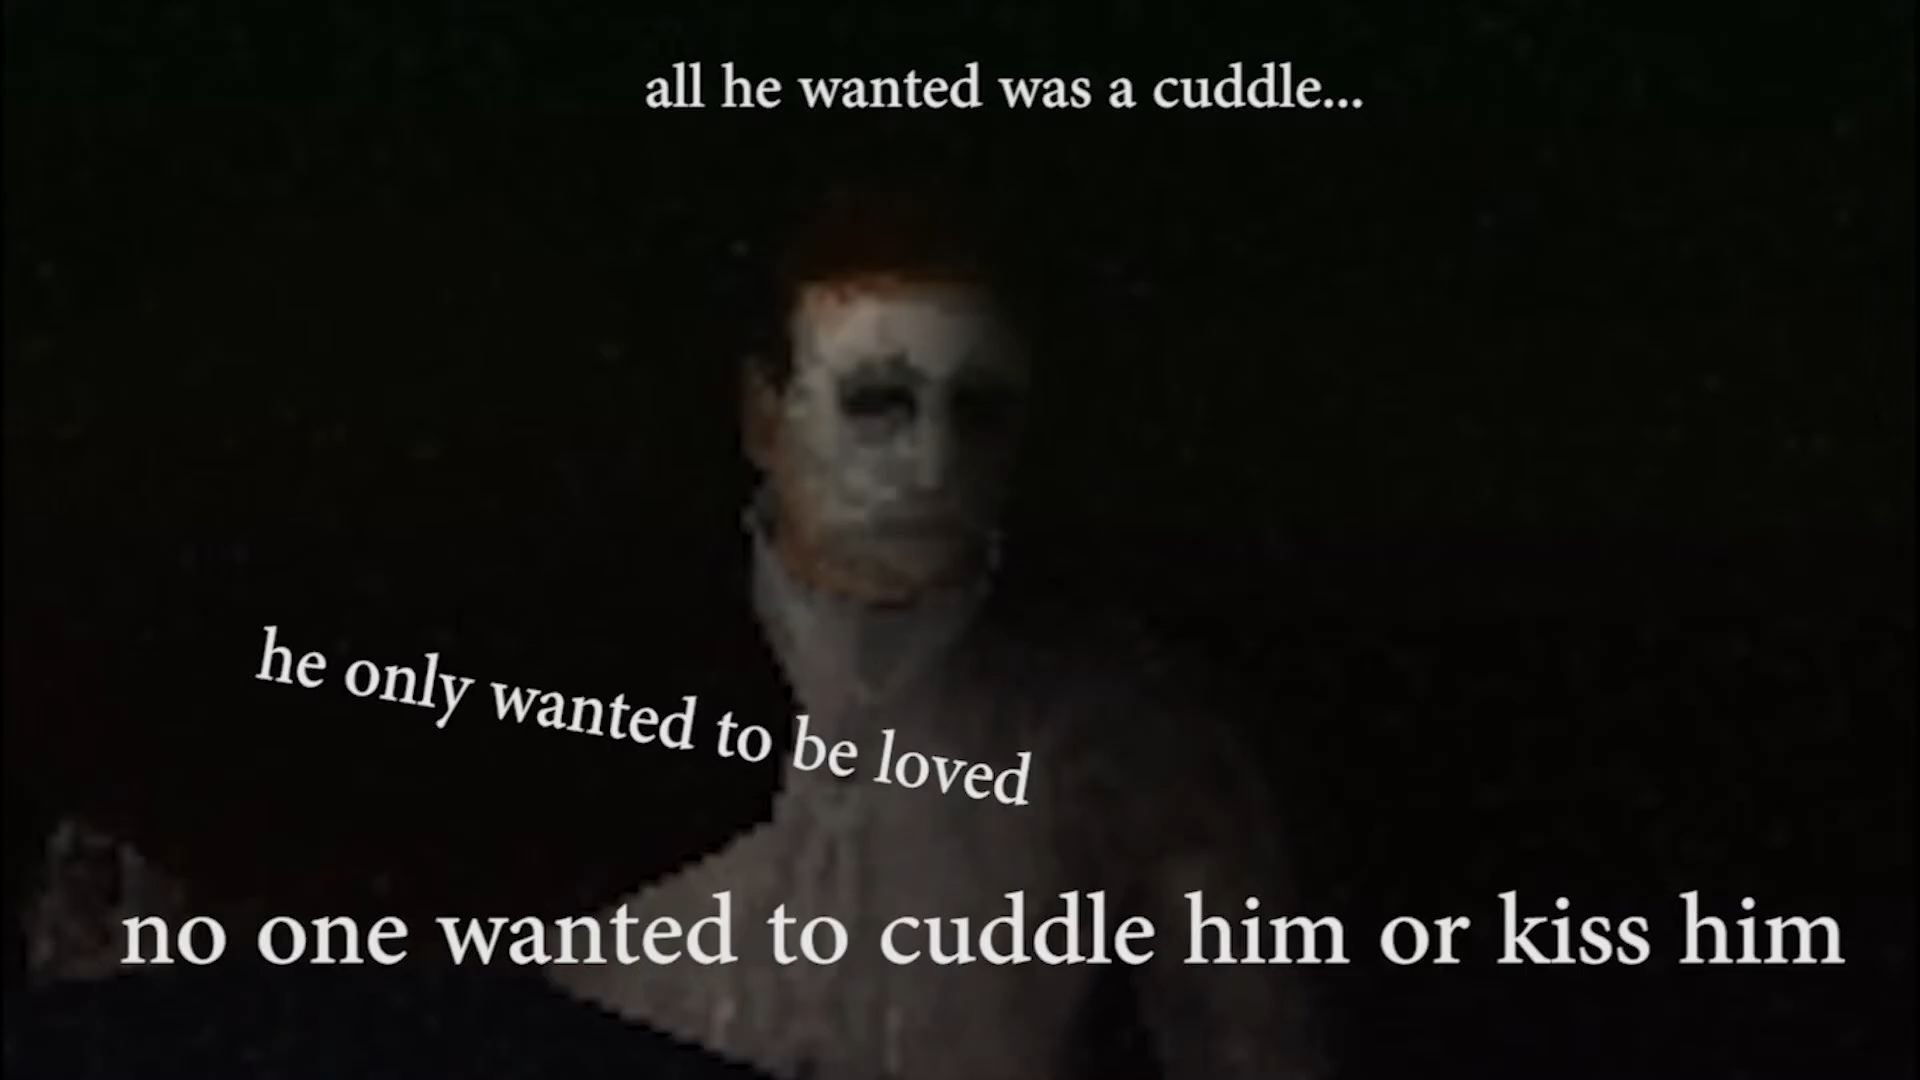 all he wanted was a cuddle...
he only wanted to be loved
no one wanted to cuddle him or kiss him